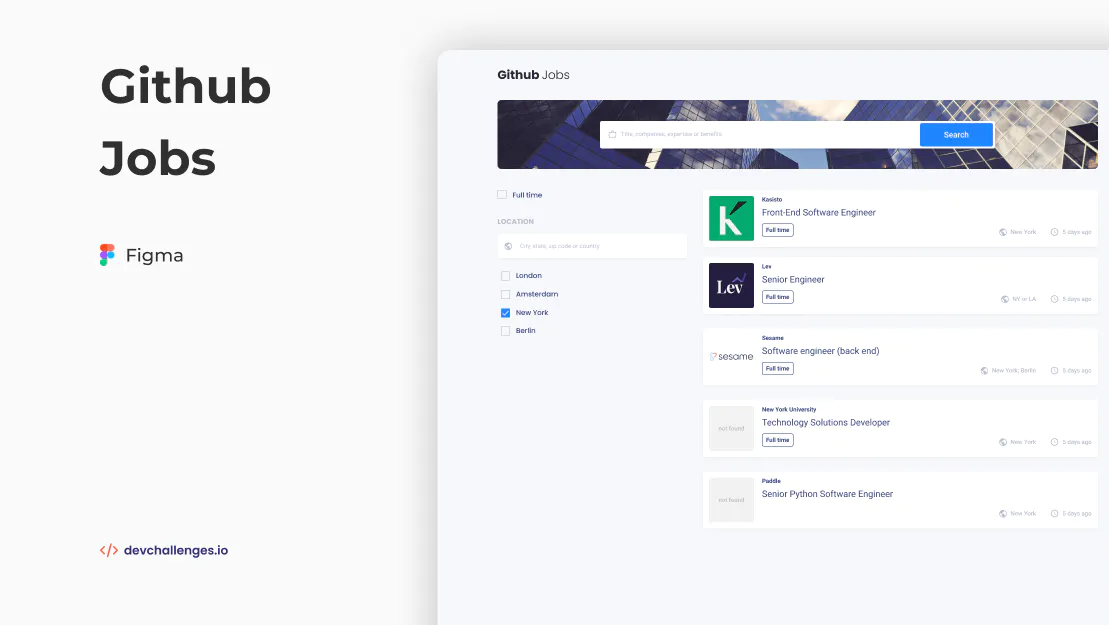 Github
Jobs
Figma
devchallenges.io
Github Jobs
Title, companies, expertise or benefits
Search
Full time
LOCATION
City, state, zip code or country
London
Amsterdam
New York
Berlin
Kasisto
Front-End Software Engineer
Full time
New York
5 days ago
Lev
Lev
Senior Engineer
Full time
NY or LA
5 days ago
sesame
Sesame
Software engineer (back end)
Full time
New York; Berlin
5 days ago
not found
New York University
Technology Solutions Developer
Full time
New York
5 days ago
not found
Paddle
Senior Python Software Engineer
New York
5 days ago